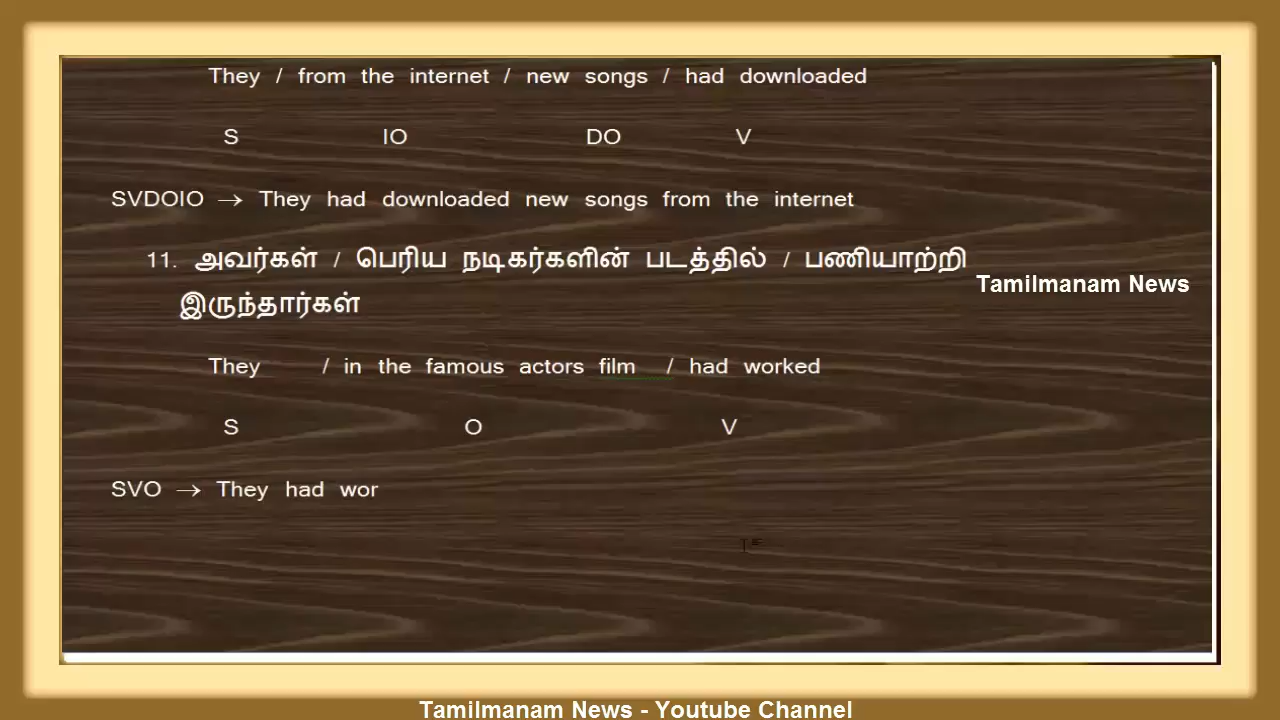 They / from the internet / new songs / had downloaded
S IO DO V
SVDOIO → They had downloaded new songs from the internet
11. அவர்கள் / பெரிய நடிகர்களின் படத்தில் / பணியாற்றி
இருந்தார்கள்
Tamilmanam News
They / in the famous actors film / had worked
S O V
SVO → They had wor
Tamilmanam News - Youtube Channel